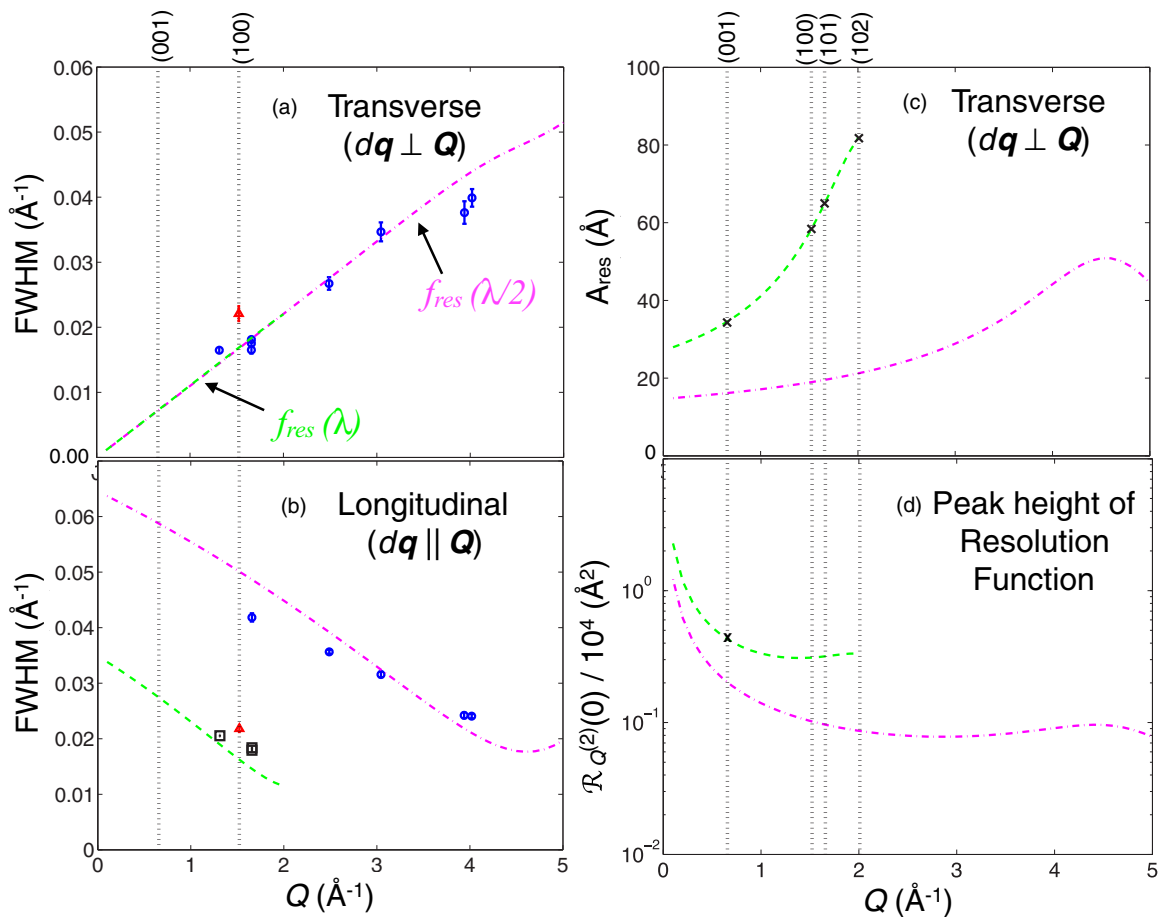 (001)
(100)
0.06
0.05
0.04
0.03
0.02
0.01
0.00
FWHM (Å-1)
(a) Transverse
(dq ⊥ Q)
fres (λ/2)
fres (λ)
0.06
0.05
0.04
0.03
0.02
0.01
0
FWHM (Å-1)
(b) Longitudinal
(dq || Q)
0 1 2 3 4 5
Q (Å-1)
(001)
(100)
(101)
(102)
100
80
60
40
20
0
Ares (Å)
(c) Transverse
(dq ⊥ Q)
100
10-1
10-2
ℛQ(2)(0) / 104 (Å2)
(d) Peak height of
Resolution
Function
0 1 2 3 4 5
Q (Å-1)